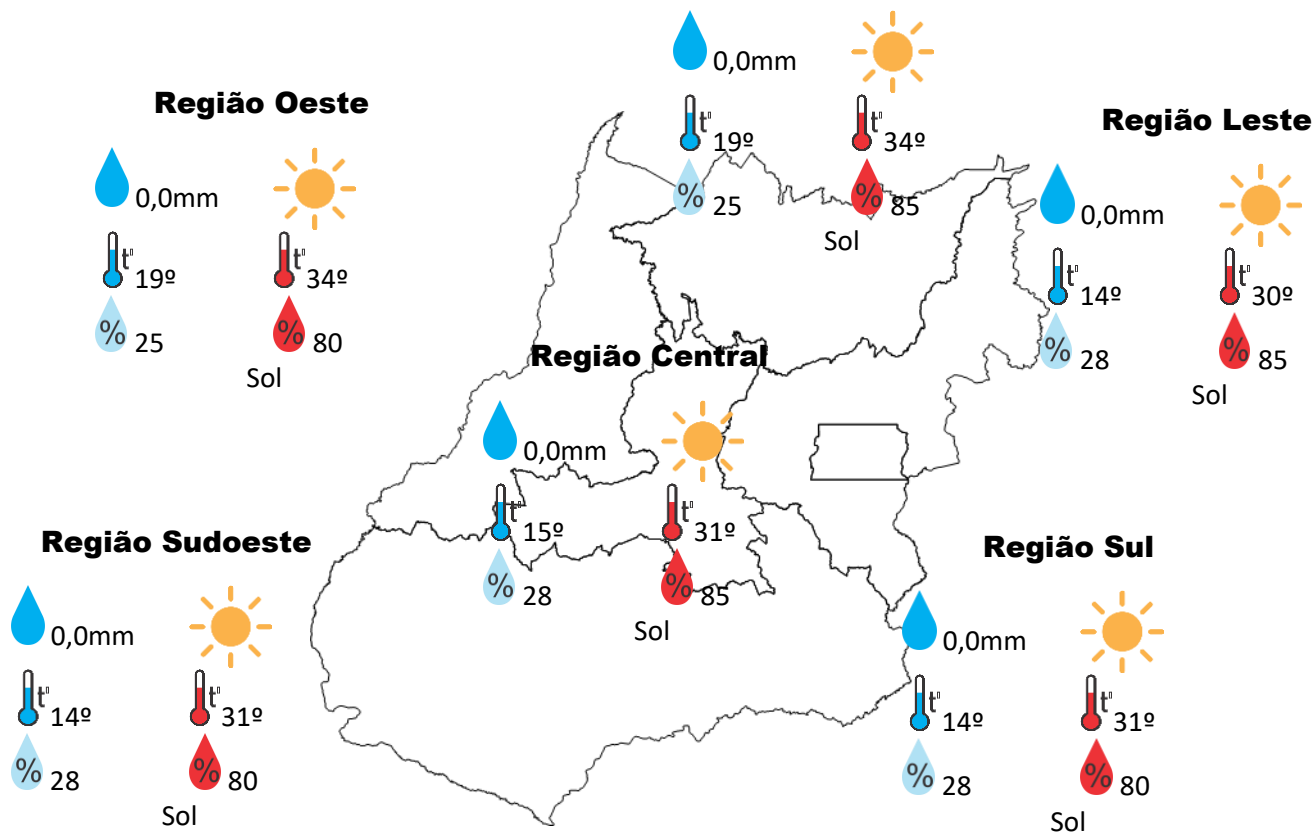 0,0mm
t°
19º
34º
t°
%
25
%
85
Sol
Região Oeste
0,0mm
t°
19º
34º
%
25
%
80
Sol
Região Leste
0,0mm
t°
14º
t°
30º
%
28
%
85
Sol
Região Central
0,0mm
t°
15º
t°
31º
%
28
%
85
Sol
Região Sudoeste
0,0mm
t°
14º
t°
31º
%
28
%
80
Sol
Região Sul
0,0mm
t°
14º
t°
31º
%
28
%
80
Sol